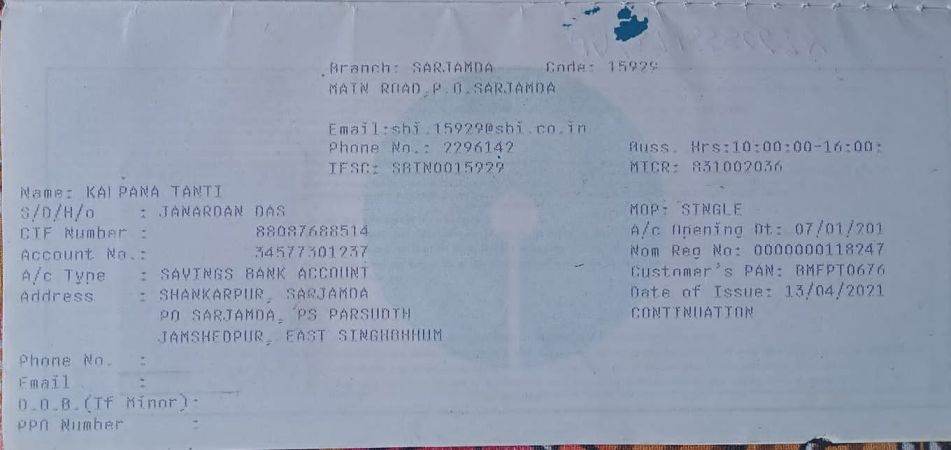 Branch: SARJAMDA Code: 15929
MAIN ROAD,P.O.SARJAMDA
Email:sbi.15929@sbi.co.in
Phone No.: 2296142 Buss. Hrs:10:00:00-16:00:
IFSC: SBIN0015929 MICR: 831002036
Name: KALPANA TANTI
S/D/H/o : JANARDAN DAS MOP: SINGLE
CIF Number : 88087688514 A/c Opening Dt: 07/01/201
Account No.: 34577301237 Nom Reg No: 0000000118247
A/c Type : SAVINGS BANK ACCOUNT Customer's PAN: BMFPT0676
Address : SHANKARPUR, SARJAMDA Date of Issue: 13/04/2021
PO SARJAMDA, PS PARSUDIH CONTINUATION
JAMSHEDPUR, EAST SINGHBHHUM
Phone No. :
Email :
D.O.B.(If Minor):
PPO Number :